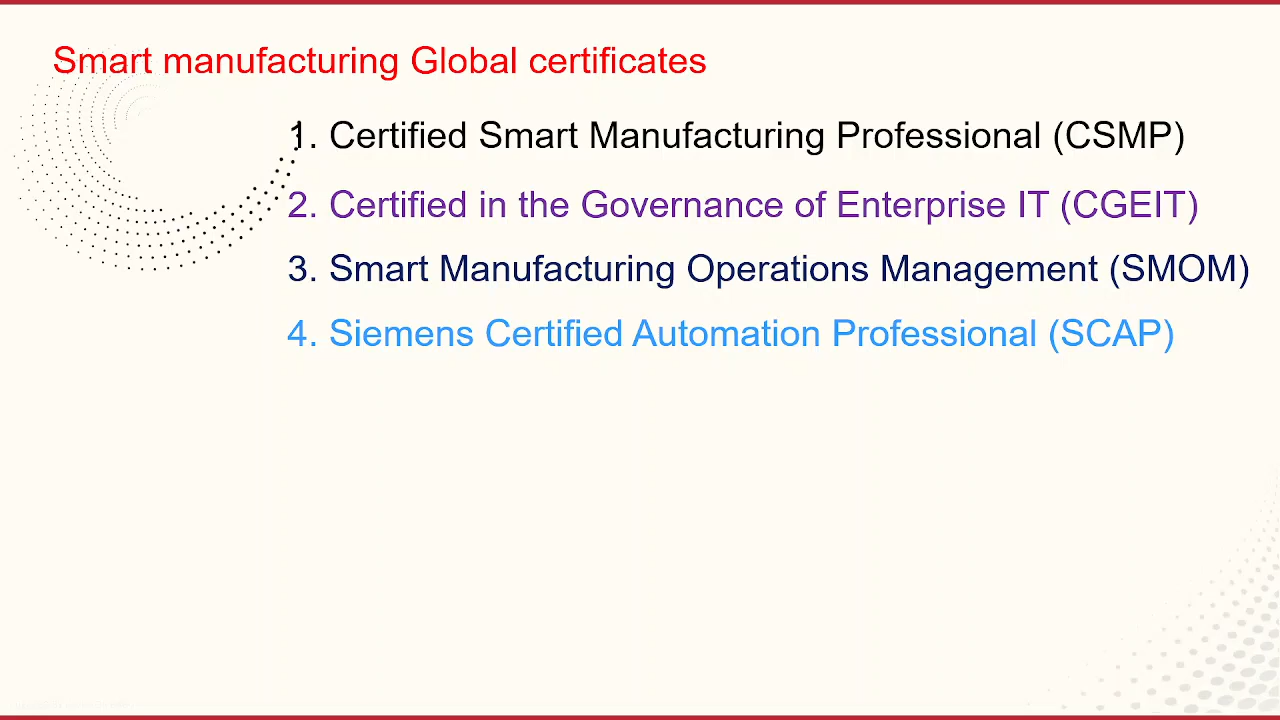 Smart manufacturing Global certificates
1. Certified Smart Manufacturing Professional (CSMP)
2. Certified in the Governance of Enterprise IT (CGEIT)
3. Smart Manufacturing Operations Management (SMOM)
4. Siemens Certified Automation Professional (SCAP)